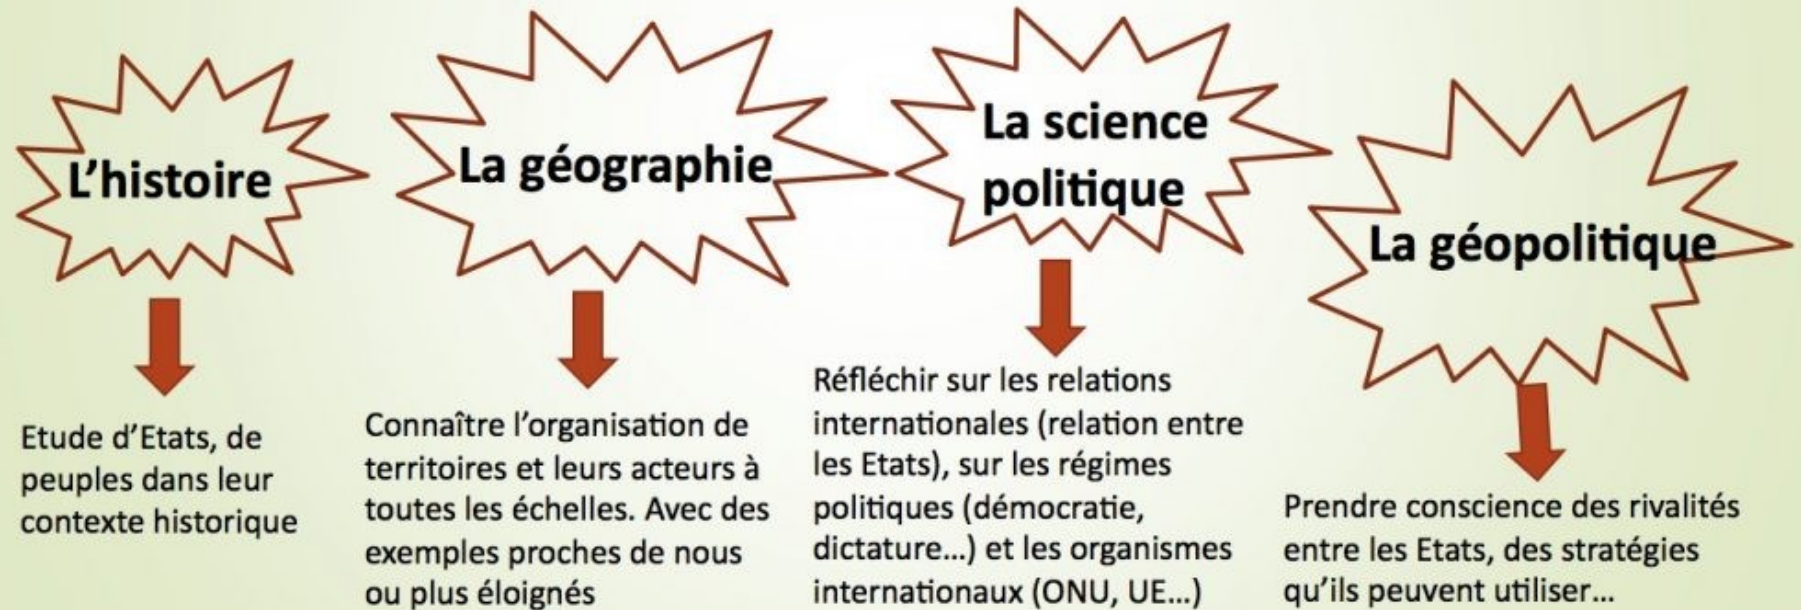 L'histoire
Etude d'Etats, de
peuples dans leur
contexte historique
La géographie
Connaître l'organisation de
territoires et leurs acteurs à
toutes les échelles. Avec des
exemples proches de nous
ou plus éloignés
La science
politique
Réfléchir sur les relations
internationales (relation entre
les Etats), sur les régimes
politiques (démocratie,
dictature...) et les organismes
internationaux (ONU, UE...)
La géopolitique
Prendre conscience des rivalités
entre les Etats, des stratégies
qu'ils peuvent utiliser...